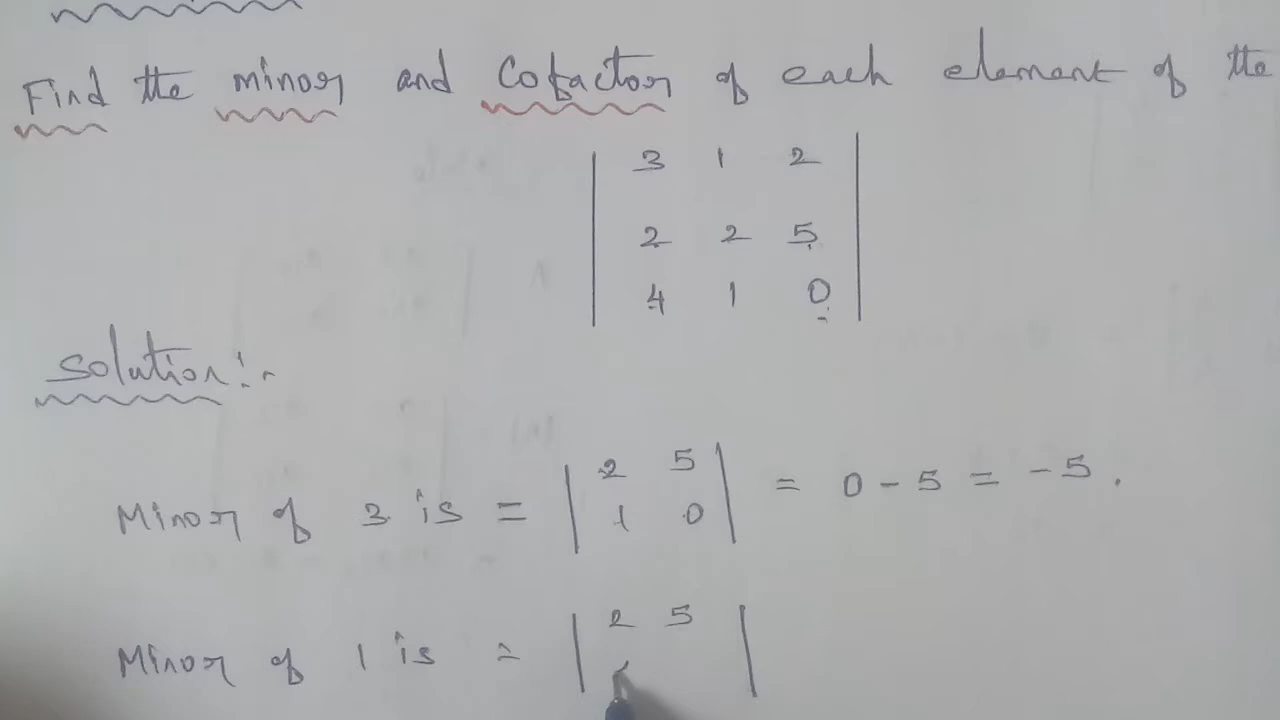 Find the minor and Cofactor of each element of the
| 3 1 2 |
| 2 2 5 |
| 4 1 0 |
Solution:-
Minor of 3 is = | 2 5 | = 0 - 5 = -5.
| 1 0 |
Minor of 1 is = | 2 5 |